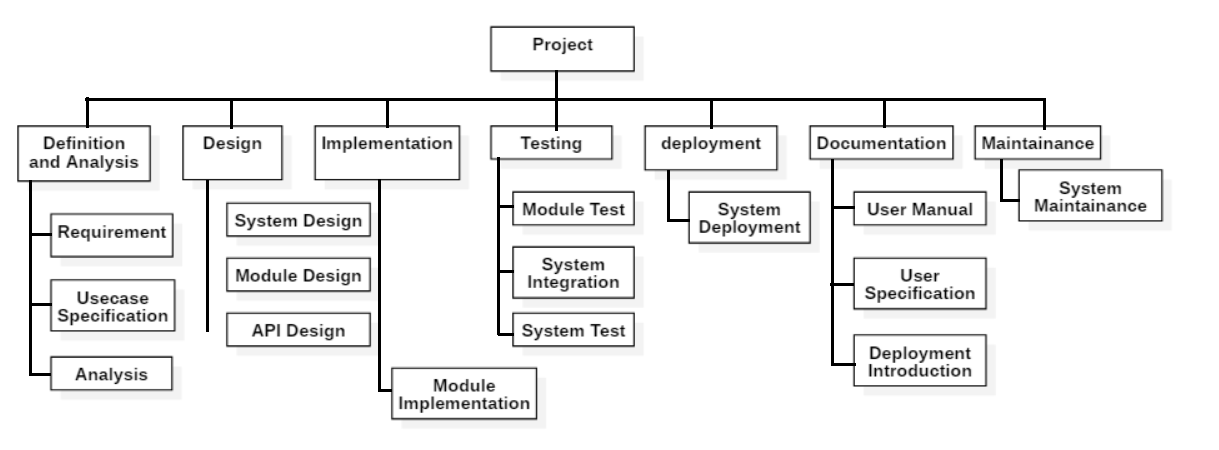 Project
Definition
and Analysis
Design
Implementation
Testing
deployment
Documentation
Maintainance
Requirement
Usecase
Specification
Analysis
System Design
Module Design
API Design
Module
Implementation
Module Test
System
Integration
System Test
System
Deployment
User Manual
User
Specification
Deployment
Introduction
System
Maintainance